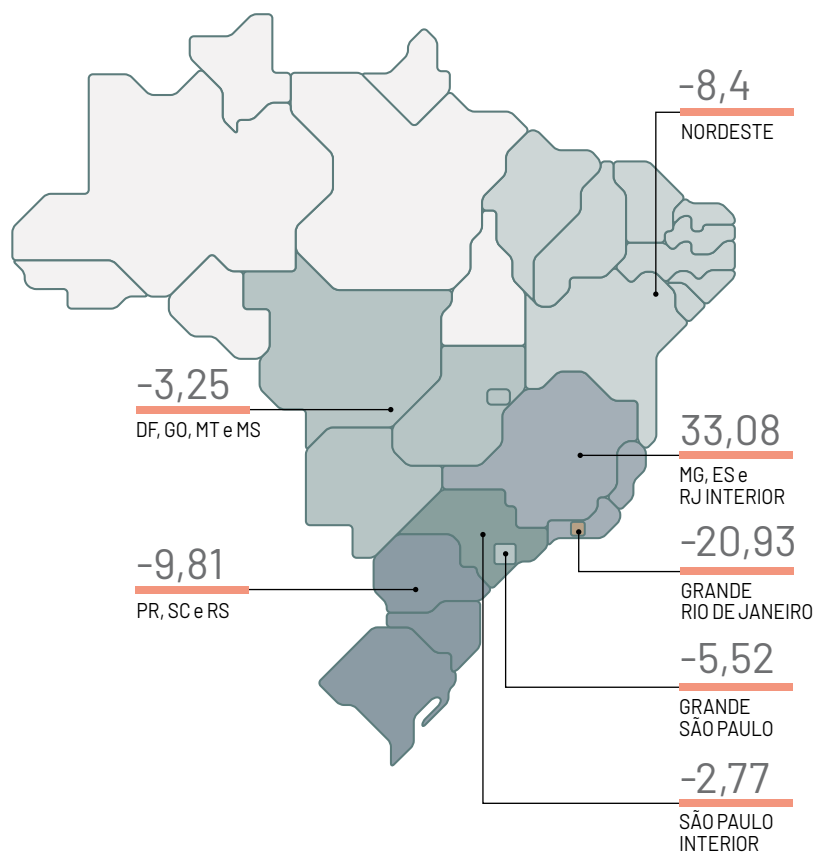 -8,4
NORDESTE
-3,25
DF, GO, MT e MS
33,08
MG, ES e
RJ INTERIOR
-20,93
GRANDE
RIO DE JANEIRO
-9,81
PR, SC e RS
-5,52
GRANDE
SÃO PAULO
-2,77
SÃO PAULO
INTERIOR